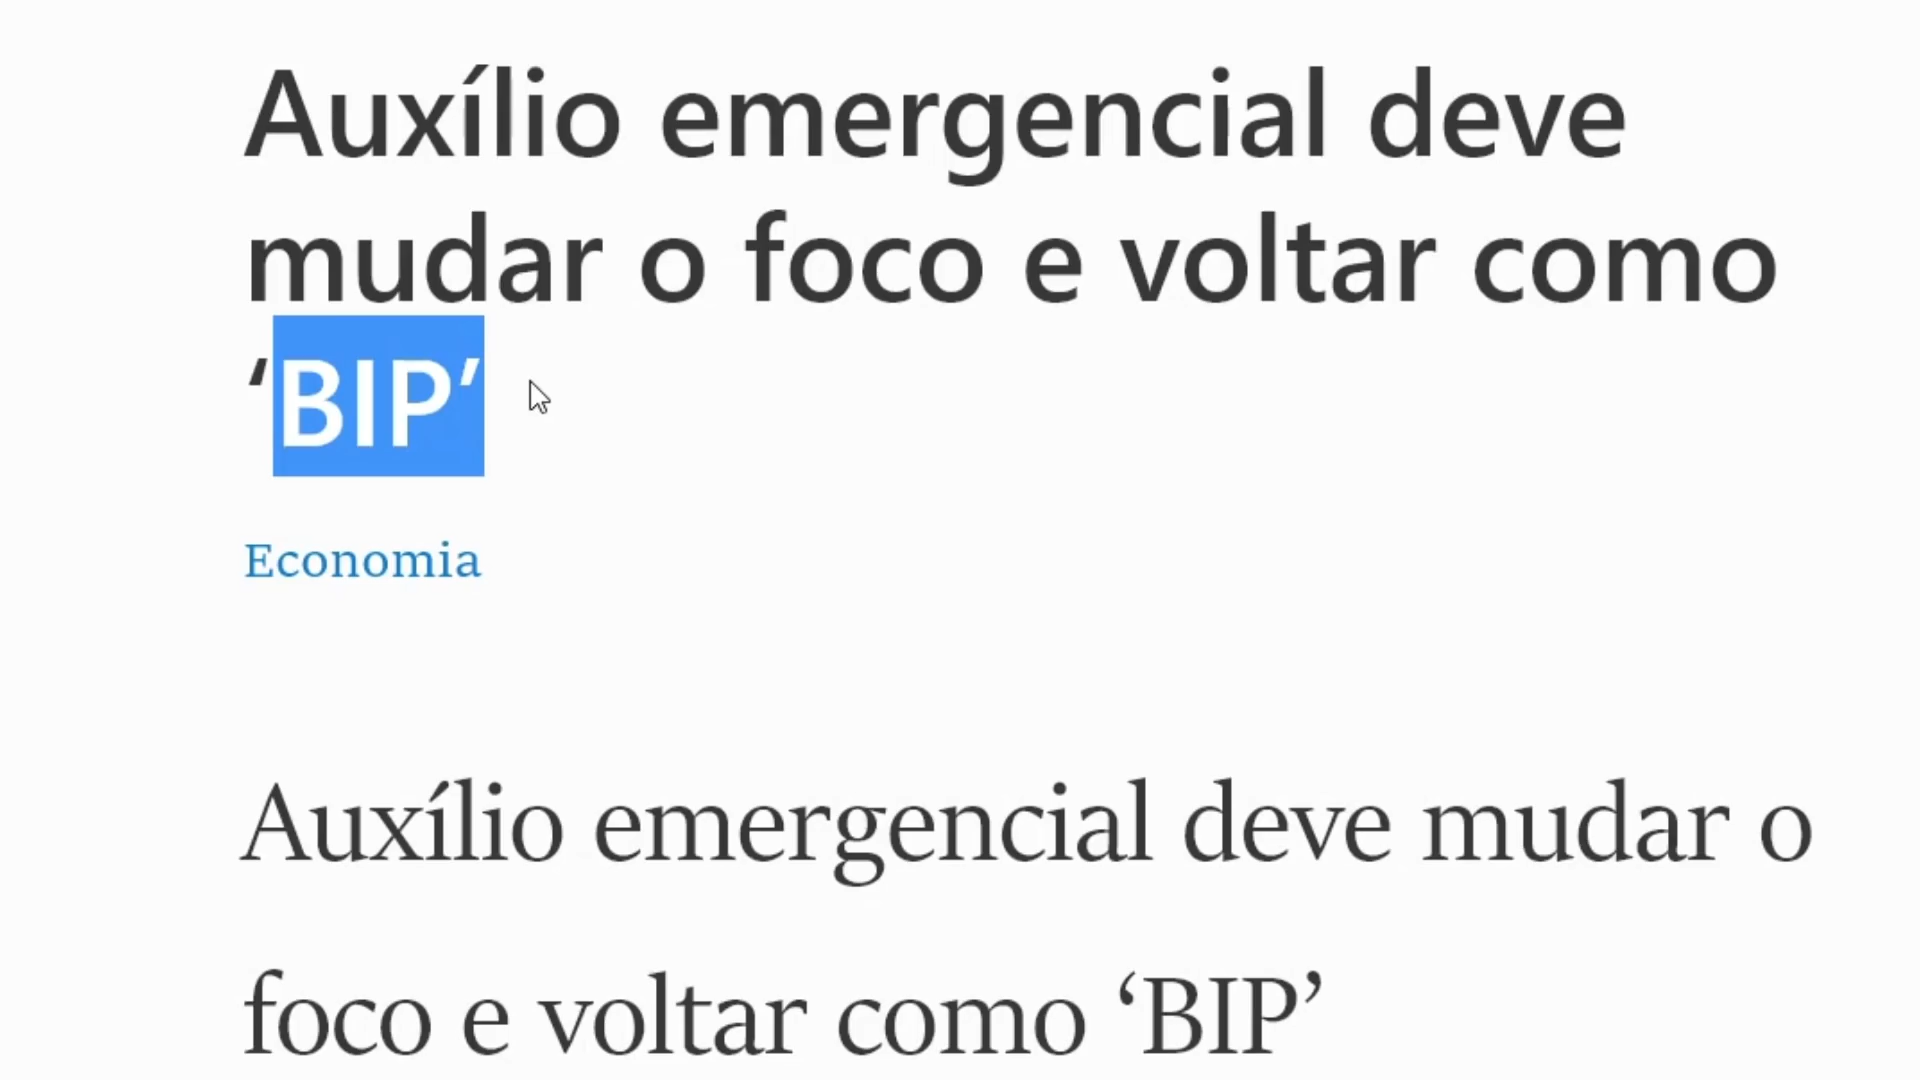 Auxílio emergencial deve
mudar o foco e voltar como
‘BIP’
Economia
Auxílio emergencial deve mudar o
foco e voltar como ‘BIP’